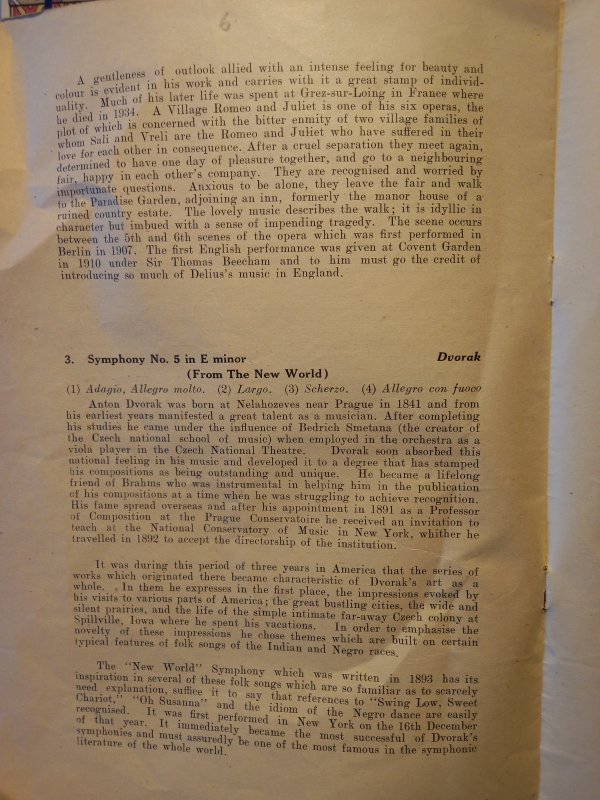 6
A gentleness of outlook allied with an intense feeling for beauty and
colour is evident in his work and carries with it a great stamp of individ-
uality. Much of his later life was spent at Grez-sur-Loing in France where
he died in 1934. A Village Romeo and Juliet is one of his six operas, the
plot of which is concerned with the bitter enmity of two village families of
whom Sali and Vreli are the Romeo and Juliet who have suffered in their
love for each other in consequence. After a cruel separation they meet again,
determined to have one day of pleasure together, and go to a neighbouring
fair, happy in each other's company. They are recognised and worried by
importunate questions. Anxious to be alone, they leave the fair and walk
to the Paradise Garden, adjoining an inn, formerly the manor house of a
ruined country estate. The lovely music describes the walk; it is idyllic in
character but imbued with a sense of impending tragedy. The scene occurs
between the 5th and 6th scenes of the opera which was first performed in
Berlin in 1907. The first English performance was given at Covent Garden
in 1910 under Sir Thomas Beecham and to him must go the credit of
introducing so much of Delius's music in England.
3. Symphony No. 5 in E minor Dvorak
(From The New World)
(1) Adagio, Allegro molto. (2) Largo. (3) Scherzo. (4) Allegro con fuoco
Anton Dvorak was born at Nelahozeves near Prague in 1841 and from
his earliest years manifested a great talent as a musician. After completing
his studies he came under the influence of Bedrich Smetana (the creator of
the Czech national school of music) when employed in the orchestra as a
viola player in the Czech National Theatre. Dvorak soon absorbed this
national feeling in his music and developed it to a degree that has stamped
his compositions as being outstanding and unique. He became a lifelong
friend of Brahms who was instrumental in helping him in the publication
of his compositions at a time when he was struggling to achieve recognition.
His fame spread overseas and after his appointment in 1891 as a Professor
of Composition at the Prague Conservatoire he received an invitation to
teach at the National Conservatory of Music in New York, whither he
travelled in 1892 to accept the directorship of the institution.
It was during this period of three years in America that the series of
works which originated there became characteristic of Dvorak's art as a
whole. In them he expresses in the first place, the impressions evoked by
his visits to various parts of America; the great bustling cities, the wide and
silent prairies, and the life of the simple intimate far-away Czech colony at
Spillville, Iowa where he spent his vacations. In order to emphasise the
novelty of these impressions he chose themes which are built on certain
typical features of folk songs of the Indian and Negro races.
The "New World" Symphony which was written in 1893 has its
inspiration in several of these folk songs which are so familiar as to scarcely
need explanation, suffice it to say that references to "Swing Low, Sweet
Chariot," "Oh Susanna" and the idiom of the Negro dance are easily
recognised. It was first performed in New York on the 16th December
of that year. It immediately became the most successful of Dvorak's
symphonies and must assuredly be one of the most famous in the symphonic
literature of the whole world.